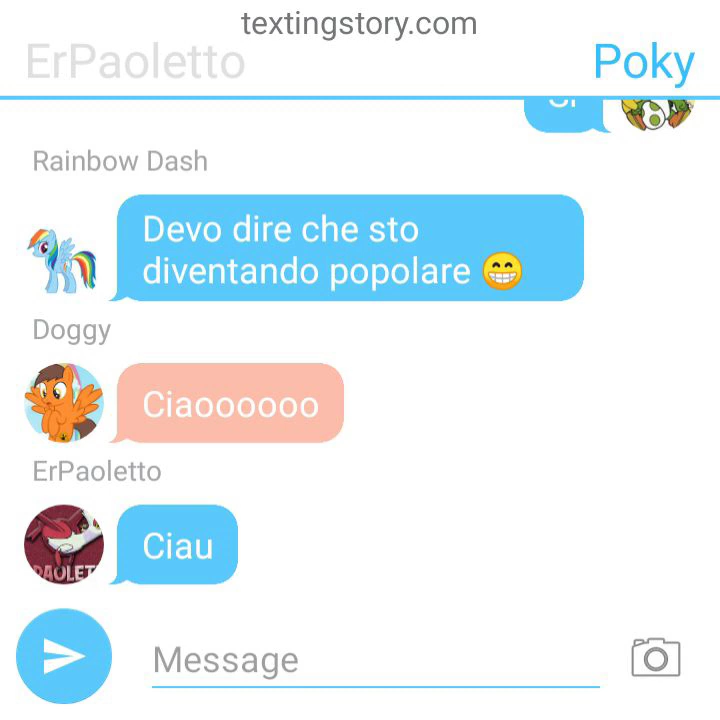 textingstory.com
ErPaoletto
Poky
Rainbow Dash
Devo dire che sto
diventando popolare 😁
Doggy
Ciaoooooo
ErPaoletto
Ciau
Message